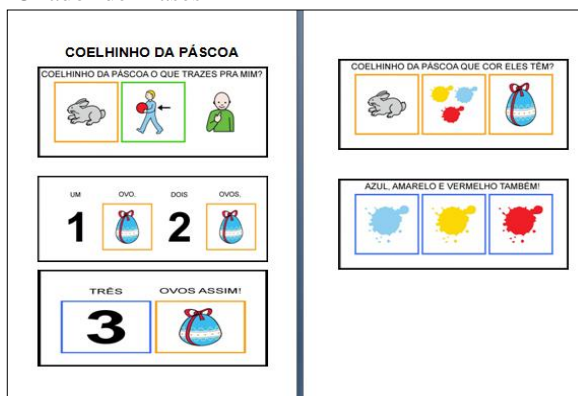 COELHINHO DA PÁSCOA
COELHINHO DA PÁSCOA O QUE TRAZES PRA MIM?
UM OVO. DOIS OVOS,
1 2
TRÊS OVOS ASSIM!
3
COELHINHO DA PÁSCOA QUE COR ELES TÊM?
AZUL, AMARELO E VERMELHO TAMBÉM!